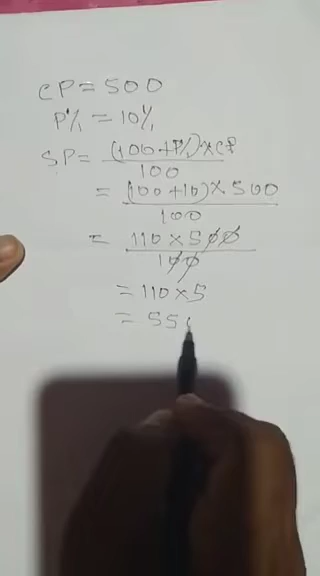 CP = 500
P% = 10%
SP = (100+P%)×CP
100
= (100+10)×500
100
= 110×500
100
= 110×5
= 55